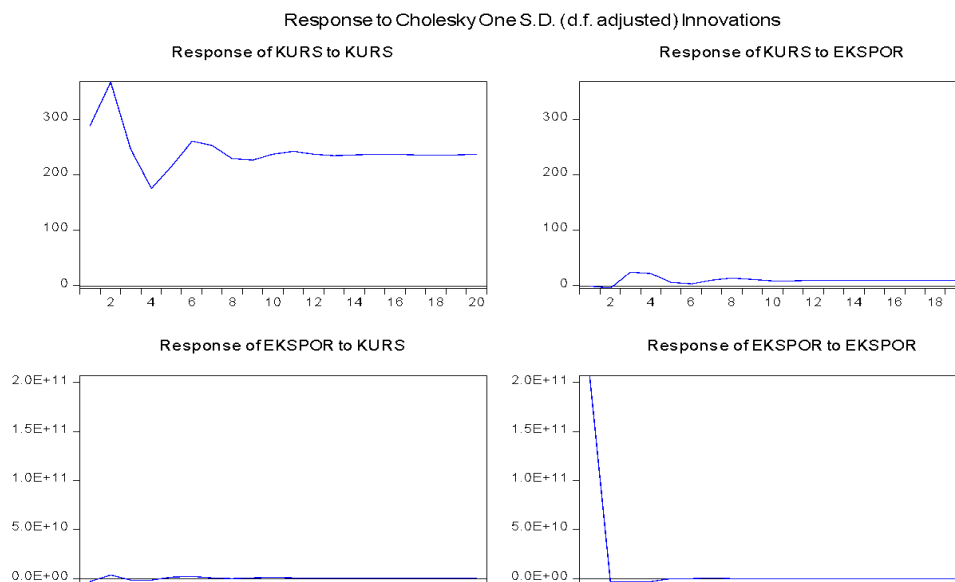 Response to Cholesky One S.D. (d.f. adjusted) Innovations
Response of KURS to KURS
300
200
100
0
2 4 6 8 10 12 14 16 18 20
Response of KURS to EKSPOR
300
200
100
0
2 4 6 8 10 12 14 16 18
Response of EKSPOR to KURS
2.0E+11
1.5E+11
1.0E+11
5.0E+10
0.0E+00
Response of EKSPOR to EKSPOR
2.0E+11
1.5E+11
1.0E+11
5.0E+10
0.0E+00